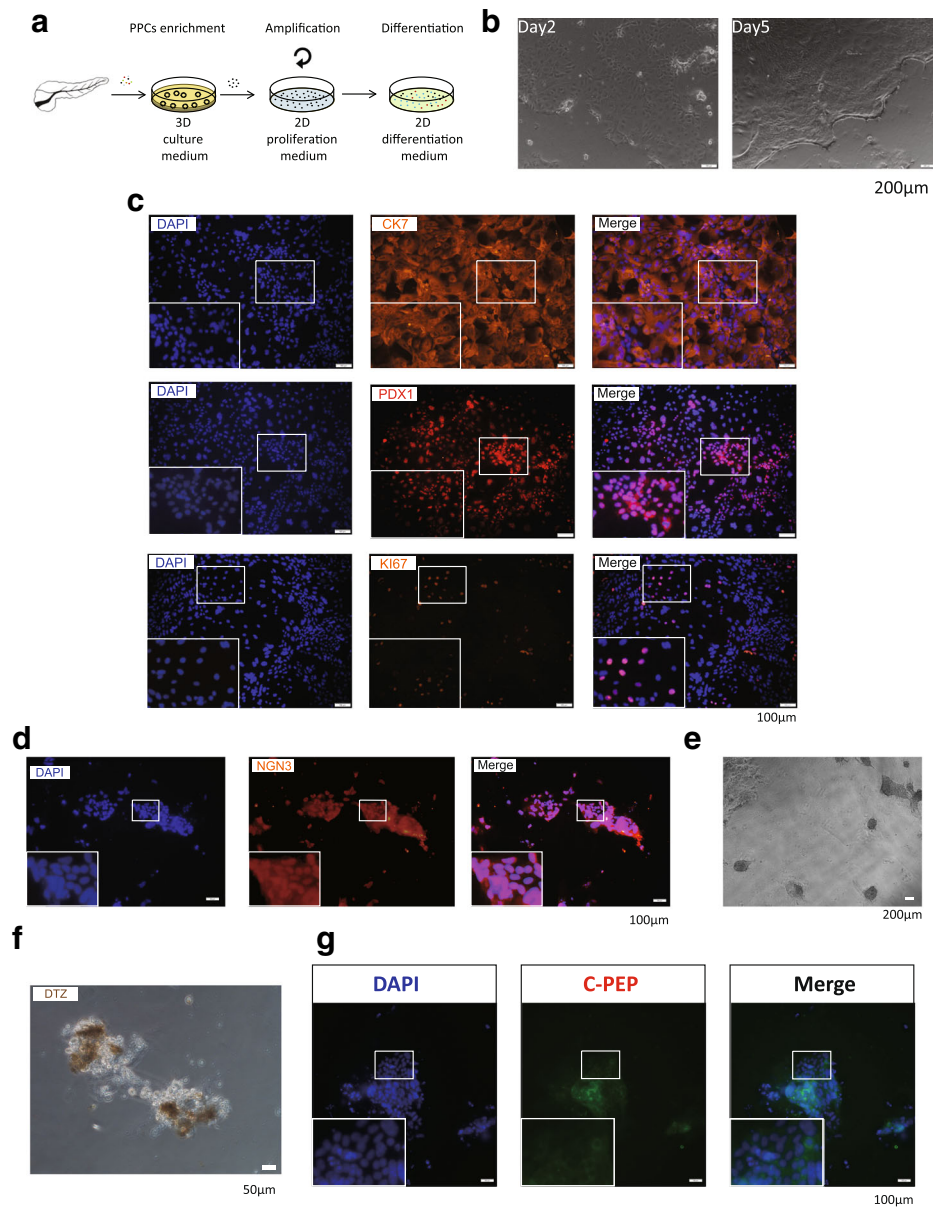 a
PPCs enrichment
Amplification
Differentiation
3D
culture
medium
2D
proliferation
medium
2D
differentiation
medium
b
Day2
Day5
200μm
c
DAPI
CK7
Merge
DAPI
PDX1
Merge
DAPI
KI67
Merge
100μm
d
DAPI
NGN3
Merge
100μm
e
200μm
f
DTZ
50μm
g
DAPI
C-PEP
Merge
100μm